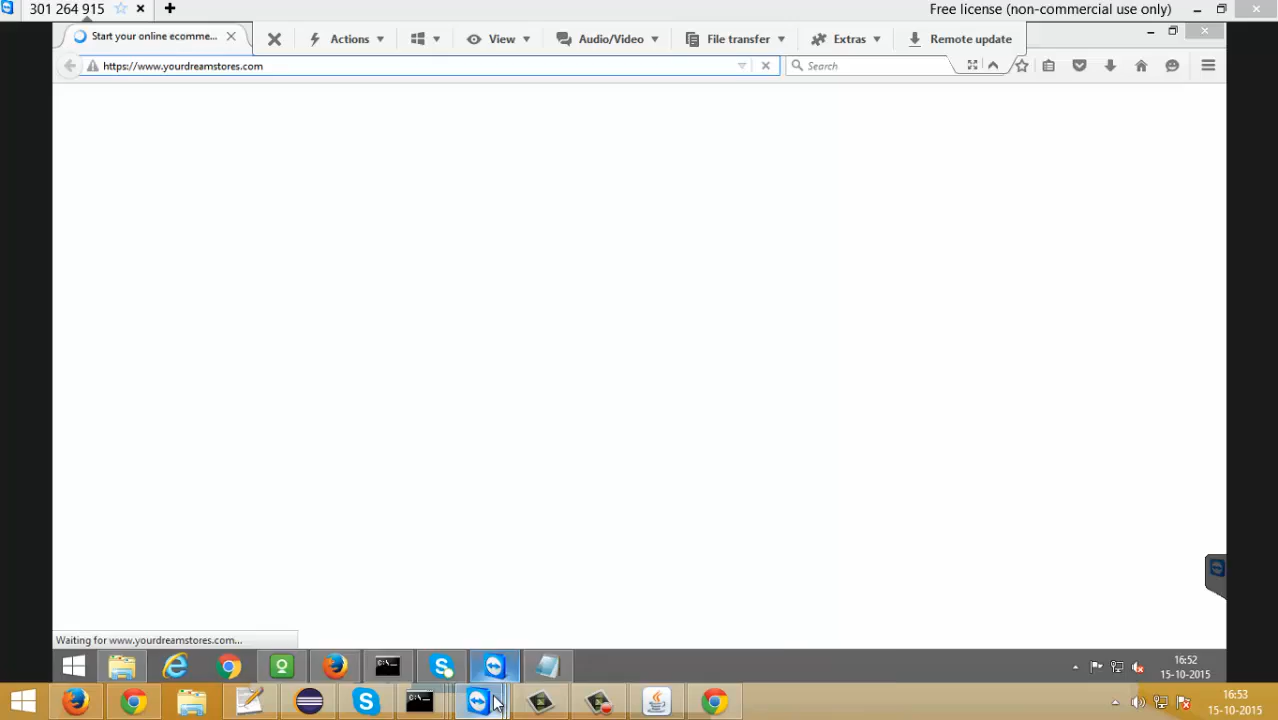 301 264 915
Free license (non-commercial use only)
Start your online ecomme...
Actions
View
Audio/Video
File transfer
Extras
Remote update
https://www.yourdreamstores.com
Search
Waiting for www.yourdreamstores.com...
16:52
15-10-2015
16:53
15-10-2015